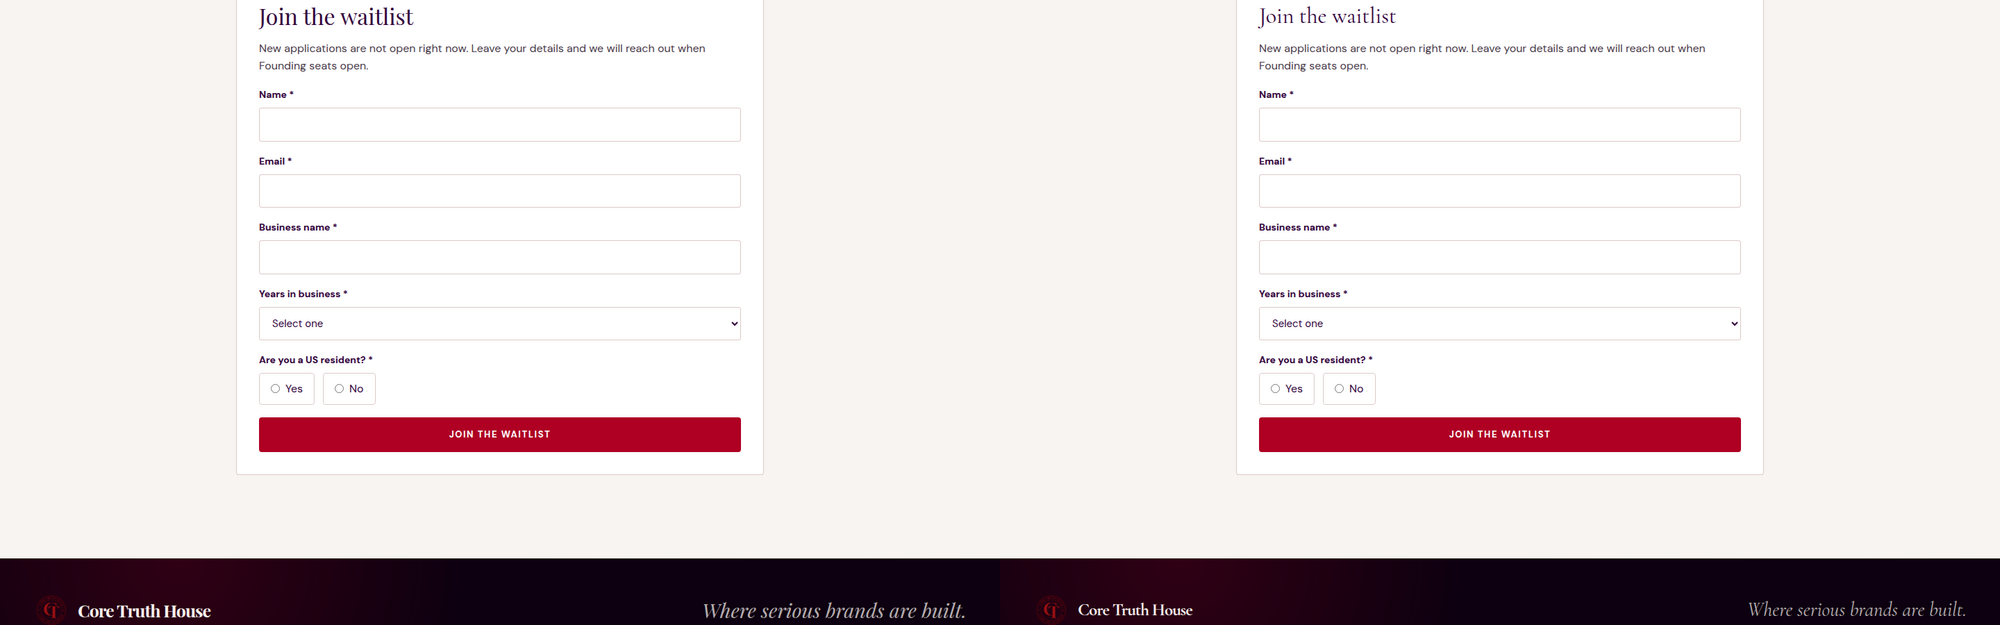 Join the waitlist
New applications are not open right now. Leave your details and we will reach out when
Founding seats open.
Name *
Email *
Business name *
Years in business *
Select one
Are you a US resident? *
Yes
No
JOIN THE WAITLIST
Core Truth House
Where serious brands are built.
Join the waitlist
New applications are not open right now. Leave your details and we will reach out when
Founding seats open.
Name *
Email *
Business name *
Years in business *
Select one
Are you a US resident? *
Yes
No
JOIN THE WAITLIST
Core Truth House
Where serious brands are built.